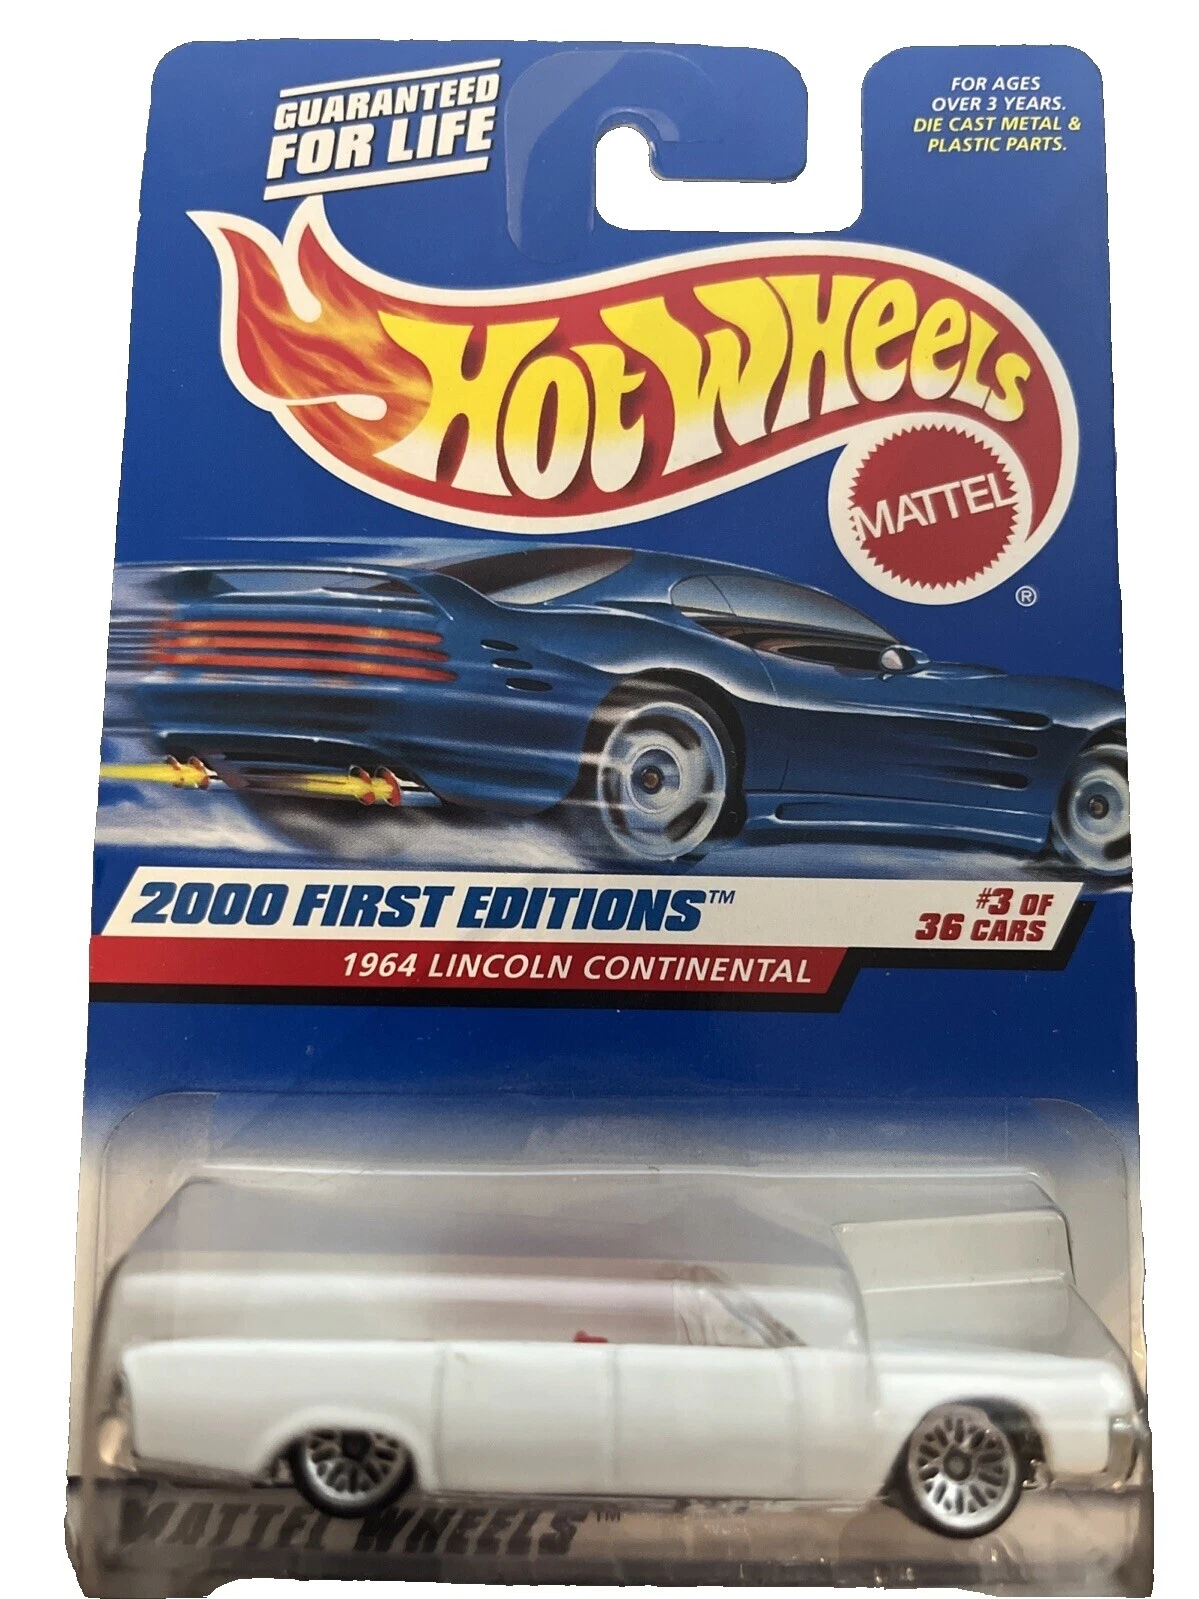 GUARANTEED
FOR LIFE
FOR AGES
OVER 3 YEARS.
DIE CAST METAL &
PLASTIC PARTS.
HOT WHEELS
MATTEL
®
2000 FIRST EDITIONS™
#3 OF
36 CARS
1964 LINCOLN CONTINENTAL
MATTEL WHEELS™